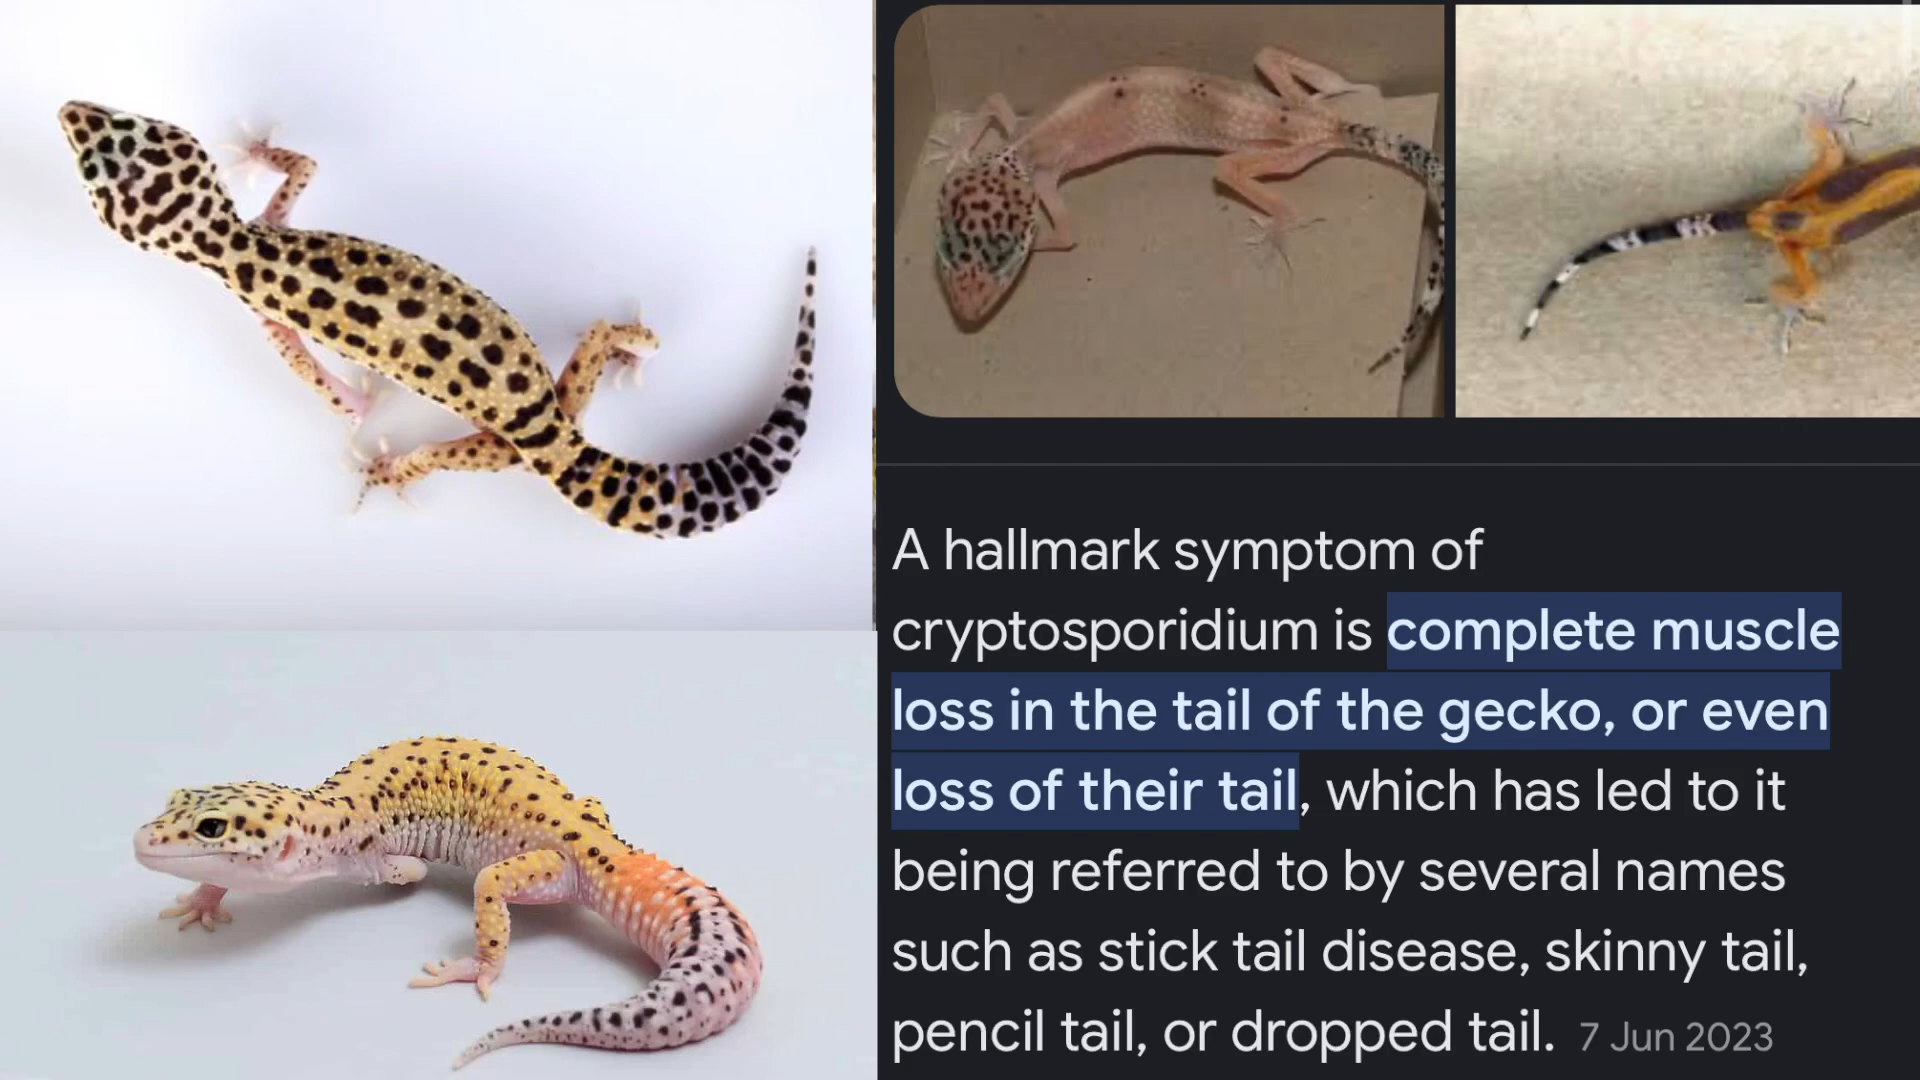 A hallmark symptom of
cryptosporidium is complete muscle
loss in the tail of the gecko, or even
loss of their tail, which has led to it
being referred to by several names
such as stick tail disease, skinny tail,
pencil tail, or dropped tail. 7 Jun 2023